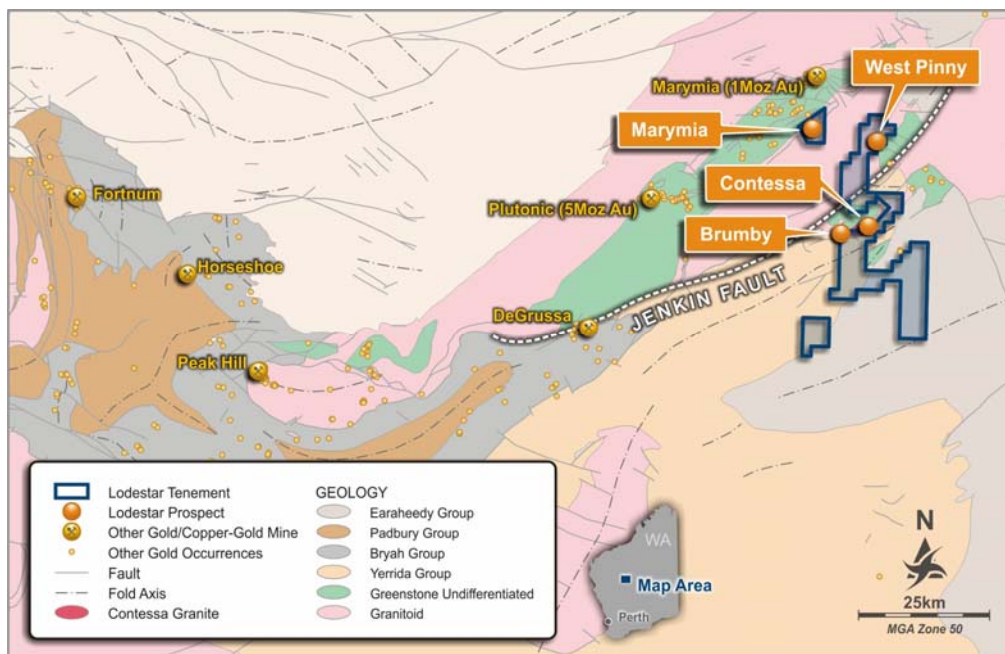 Marymia (1Moz Au)
West Pinny
Marymia
Fortnum
Plutonic (5Moz Au)
Contessa
Brumby
Horseshoe
JENKIN FAULT
DeGrussa
Peak Hill
Lodestar Tenement
Lodestar Prospect
Other Gold/Copper-Gold Mine
Other Gold Occurrences
Fault
Fold Axis
Contessa Granite
GEOLOGY
Earaheedy Group
Padbury Group
Bryah Group
Yerrida Group
Greenstone Undifferentiated
Granitoid
WA
Map Area
Perth
N
25km
MGA Zone 50